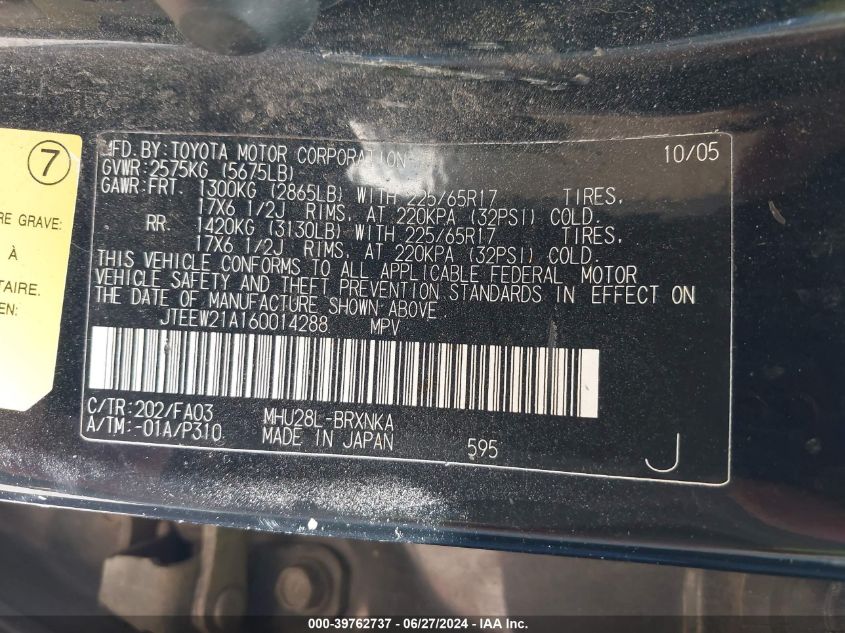 7
RE GRAVE:
À
TAIRE.
EN:
MFD. BY: TOYOTA MOTOR CORPORATION 10/05
GVWR: 2575KG (5675LB)
GAWR: FRT. 1300KG (2865LB) WITH 225/65R17 TIRES,
17X6 1/2J RIMS, AT 220KPA (32PSI) COLD.
RR. 1420KG (3130LB) WITH 225/65R17 TIRES,
17X6 1/2J RIMS, AT 220KPA (32PSI) COLD.
THIS VEHICLE CONFORMS TO ALL APPLICABLE FEDERAL MOTOR
VEHICLE SAFETY AND THEFT PREVENTION STANDARDS IN EFFECT ON
THE DATE OF MANUFACTURE SHOWN ABOVE.
JTEEW21A160014288 MPV
C/TR: 202/FA03 MHU28L-BRXNKA
A/TM: -01A/P310 MADE IN JAPAN 595 J
000-39762737 - 06/27/2024 - IAA Inc.